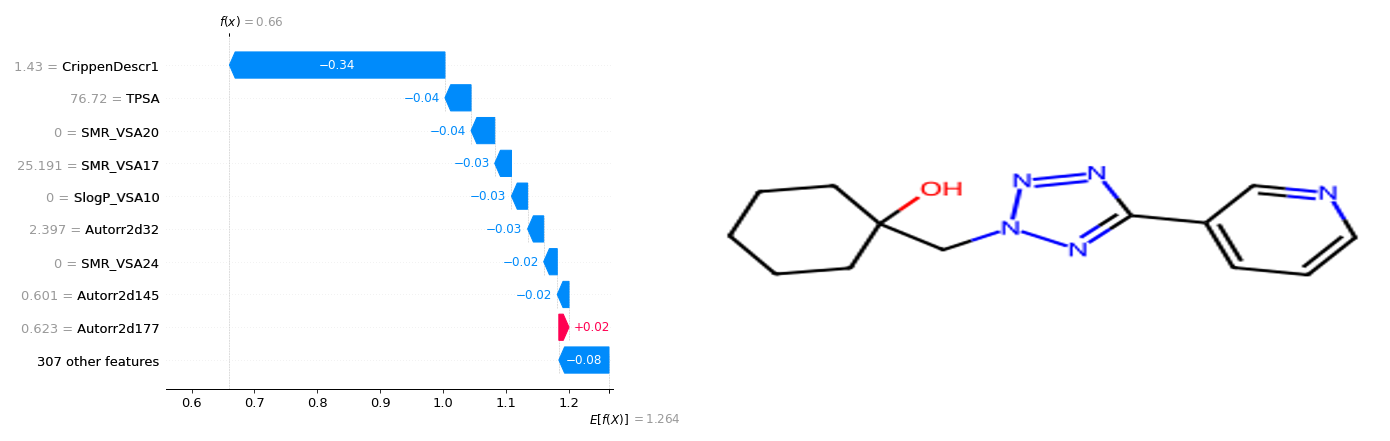 f(x) = 0.66
1.43 = CrippenDescr1
−0.34
76.72 = TPSA
−0.04
0 = SMR_VSA20
−0.04
25.191 = SMR_VSA17
−0.03
0 = SlogP_VSA10
−0.03
2.397 = Autorr2d32
−0.03
0 = SMR_VSA24
−0.02
0.601 = Autorr2d145
−0.02
0.623 = Autorr2d177
+0.02
307 other features
−0.08
0.6 0.7 0.8 0.9 1.0 1.1 1.2
E[f(X)] = 1.264
OH
N
N
N
N
N